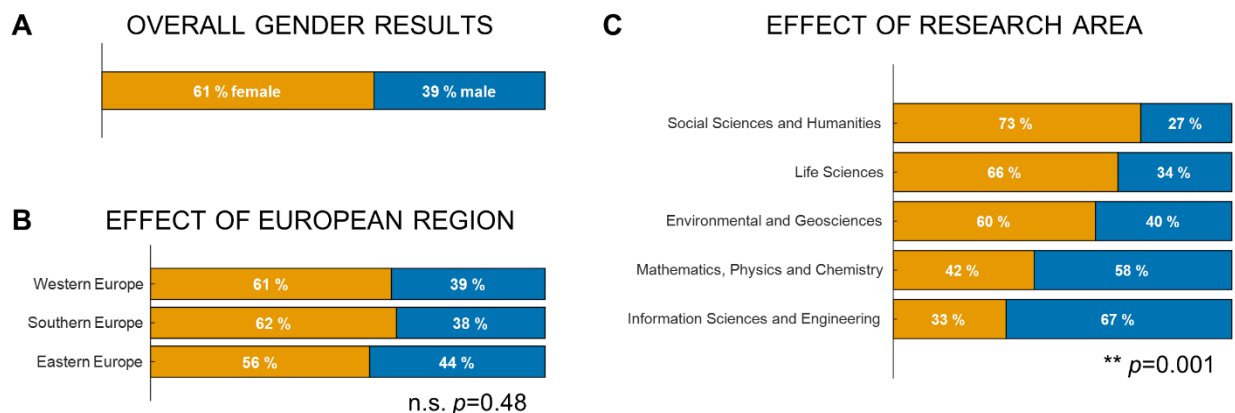 A OVERALL GENDER RESULTS
61 % female 39 % male
B EFFECT OF EUROPEAN REGION
Western Europe 61 % 39 %
Southern Europe 62 % 38 %
Eastern Europe 56 % 44 %
n.s. p=0.48
C EFFECT OF RESEARCH AREA
Social Sciences and Humanities 73 % 27 %
Life Sciences 66 % 34 %
Environmental and Geosciences 60 % 40 %
Mathematics, Physics and Chemistry 42 % 58 %
Information Sciences and Engineering 33 % 67 %
** p=0.001